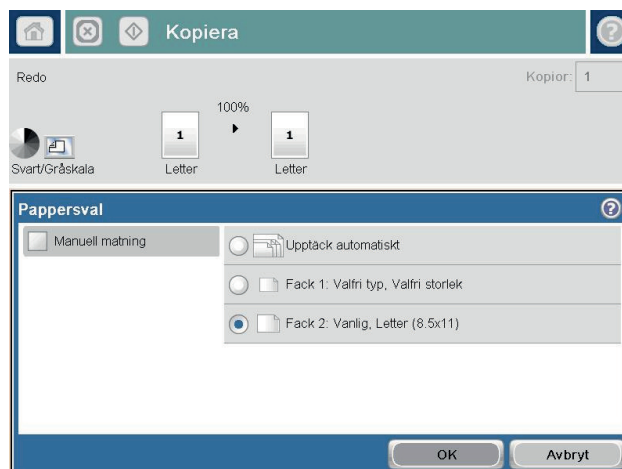 Kopiera
Redo
Kopior: 1
100%
1
1
Svart/Gråskala
Letter
Letter
Pappersval
Manuell matning
Upptäck automatiskt
Fack 1: Valfri typ, Valfri storlek
Fack 2: Vanlig, Letter (8.5x11)
OK
Avbryt